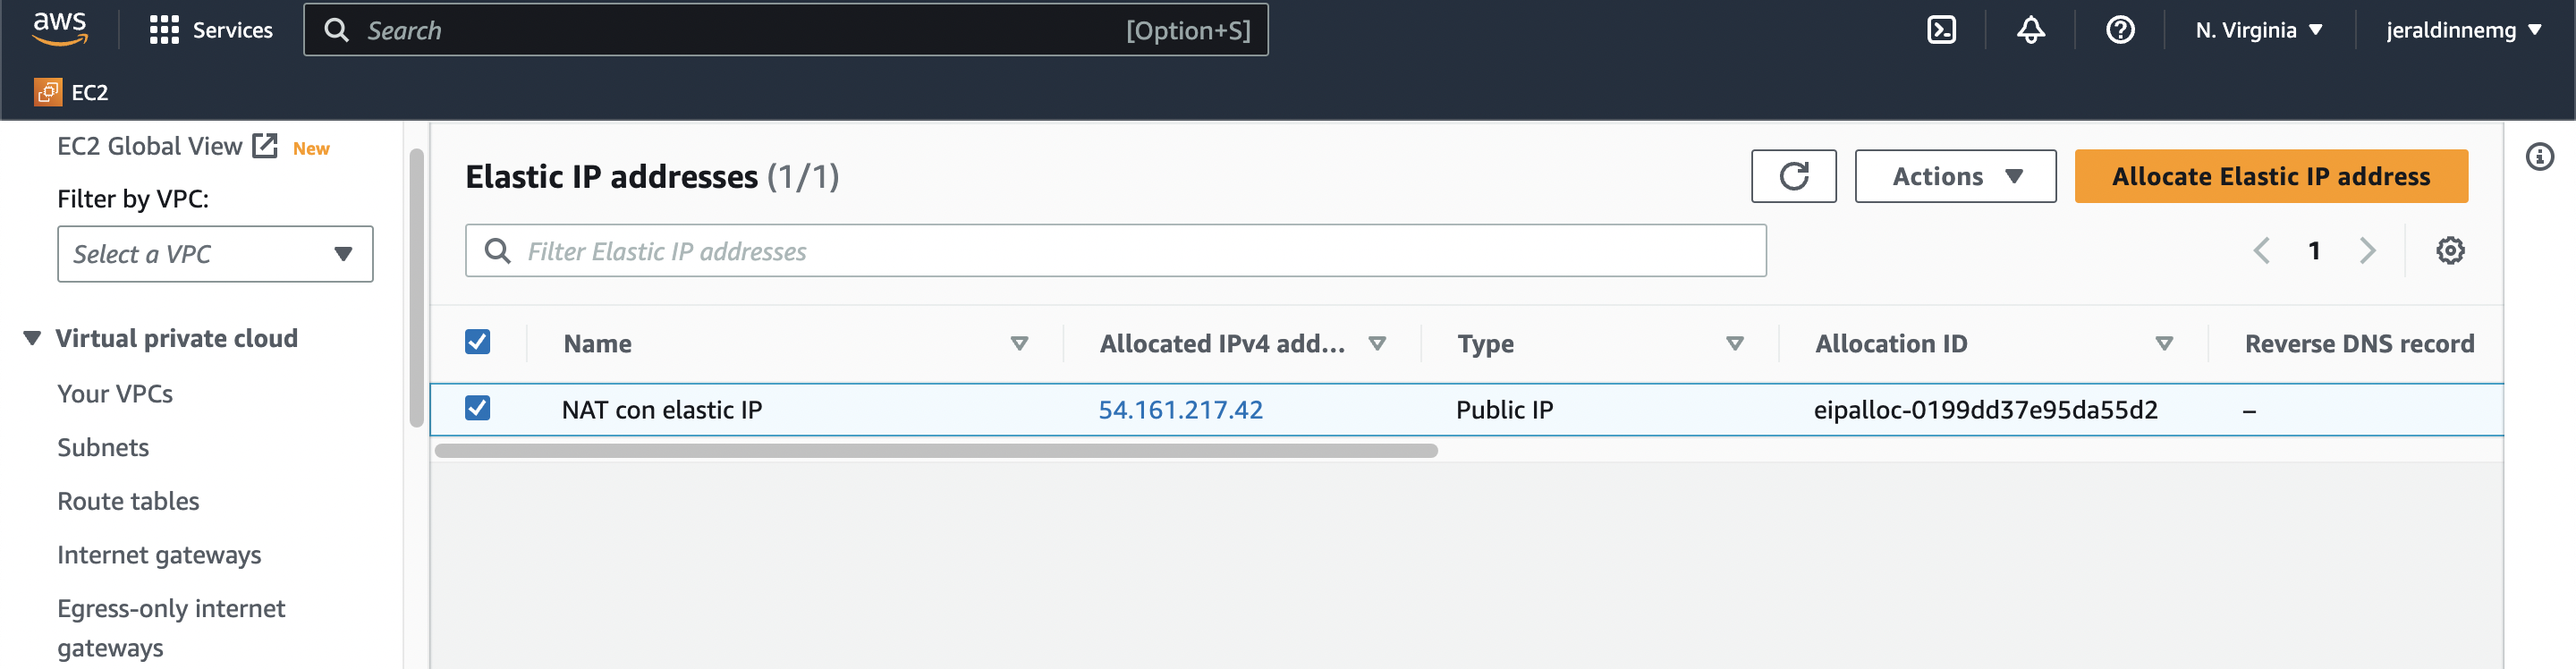 aws
Services
Search
[Option+S]
N. Virginia
jeraldinnemg
EC2
EC2 Global View
New
Filter by VPC:
Select a VPC
Virtual private cloud
Your VPCs
Subnets
Route tables
Internet gateways
Egress-only internet
gateways
Elastic IP addresses (1/1)
Actions
Allocate Elastic IP address
Filter Elastic IP addresses
1
Name
Allocated IPv4 add...
Type
Allocation ID
Reverse DNS record
NAT con elastic IP
54.161.217.42
Public IP
eipalloc-0199dd37e95da55d2
–